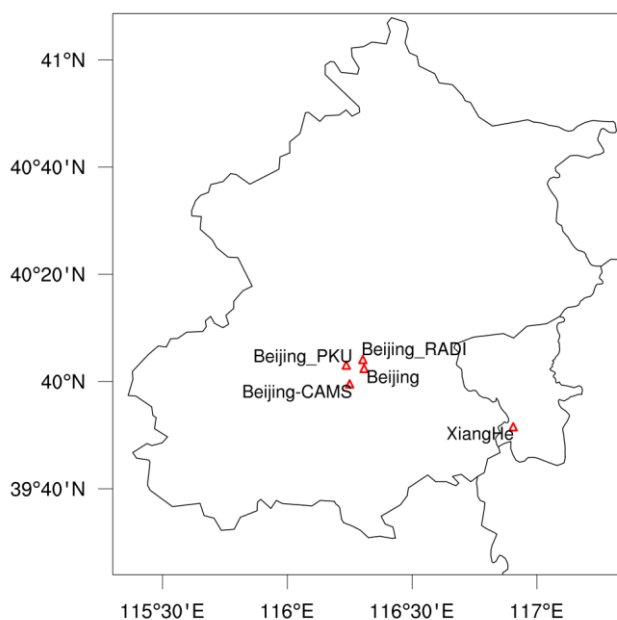 41°N
40°40'N
40°20'N
Beijing_PKU
Beijing_RADI
40°N
Beijing
Beijing-CAMS
XiangHe
39°40'N
115°30'E
116°E
116°30'E
117°E